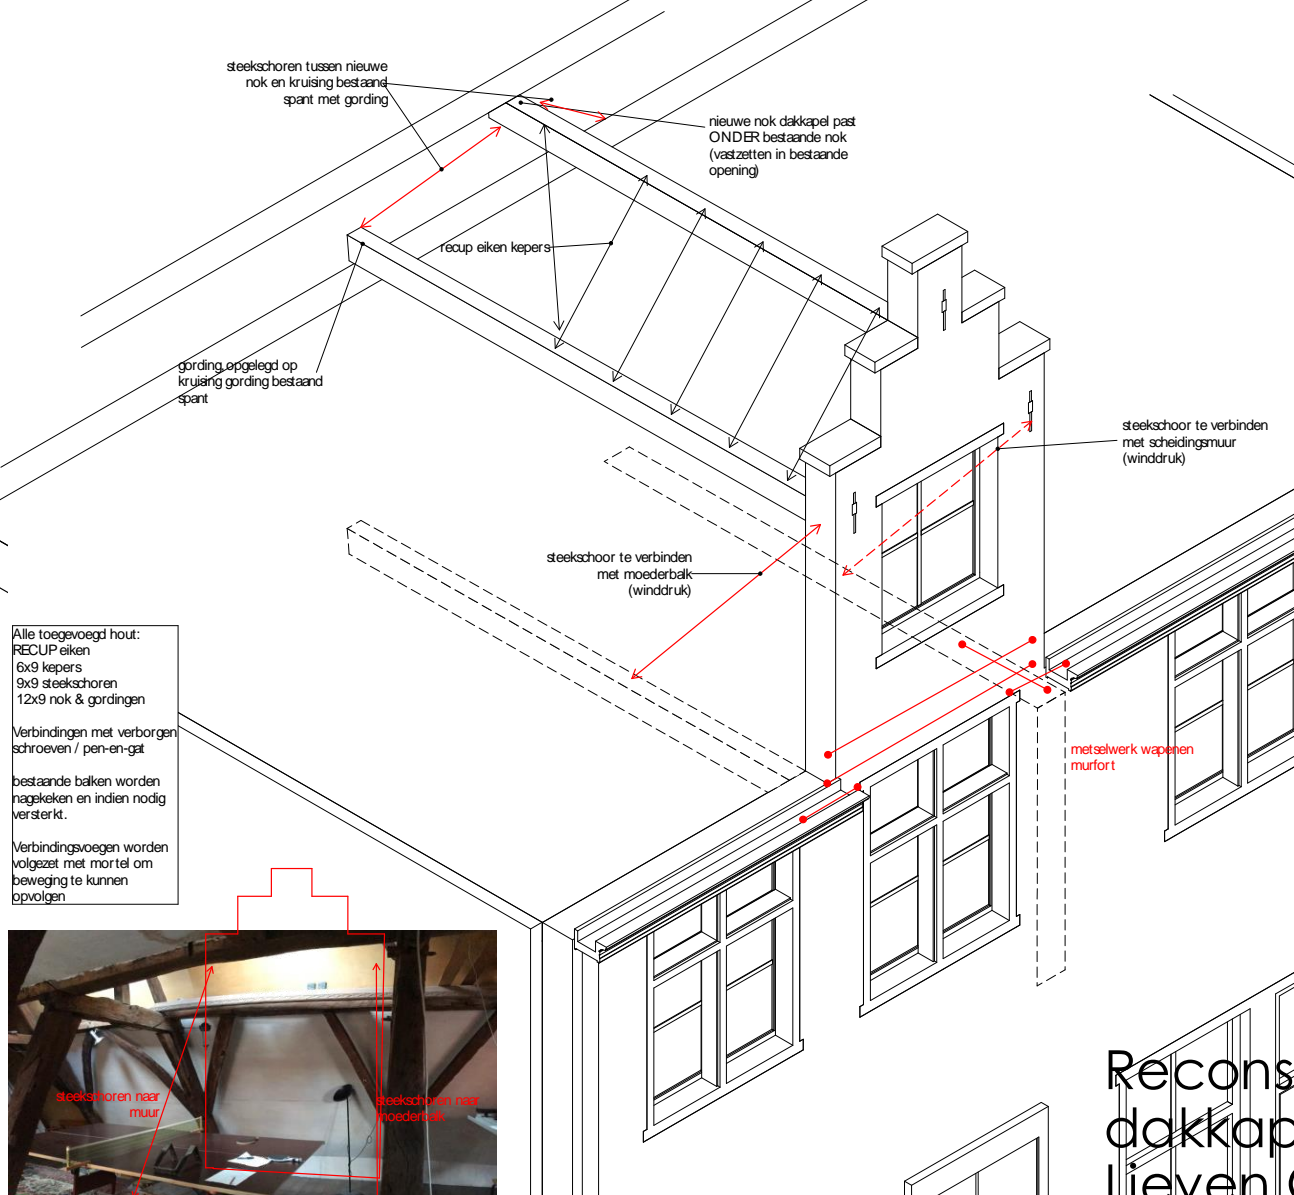 steekschoren tussen nieuwe
nok en kruising bestaand
spant met gording
nieuwe nok dakkapel past
ONDER bestaande nok
(vastzetten in bestaande
opening)
recup eiken kepers
gording opgelegd op
kruising gording bestaand
spant
steekschoor te verbinden
met scheidingsmuur
(winddruk)
steekschoor te verbinden
met moederbalk
(winddruk)
Alle toegevoegd hout:
RECUP eiken
6x9 kepers
9x9 steekschoren
12x9 nok & gordingen
Verbindingen met verborgen
schroeven / pen-en-gat
bestaande balken worden
nagekeken en indien nodig
versterkt.
Verbindingsvoegen worden
volgezet met mortel om
beweging te kunnen
opvolgen
metselwerk wapenen
murfort
steekschoren naar
muur
steekschoren naar
moederbalk
Recons
dakkap
Lieven